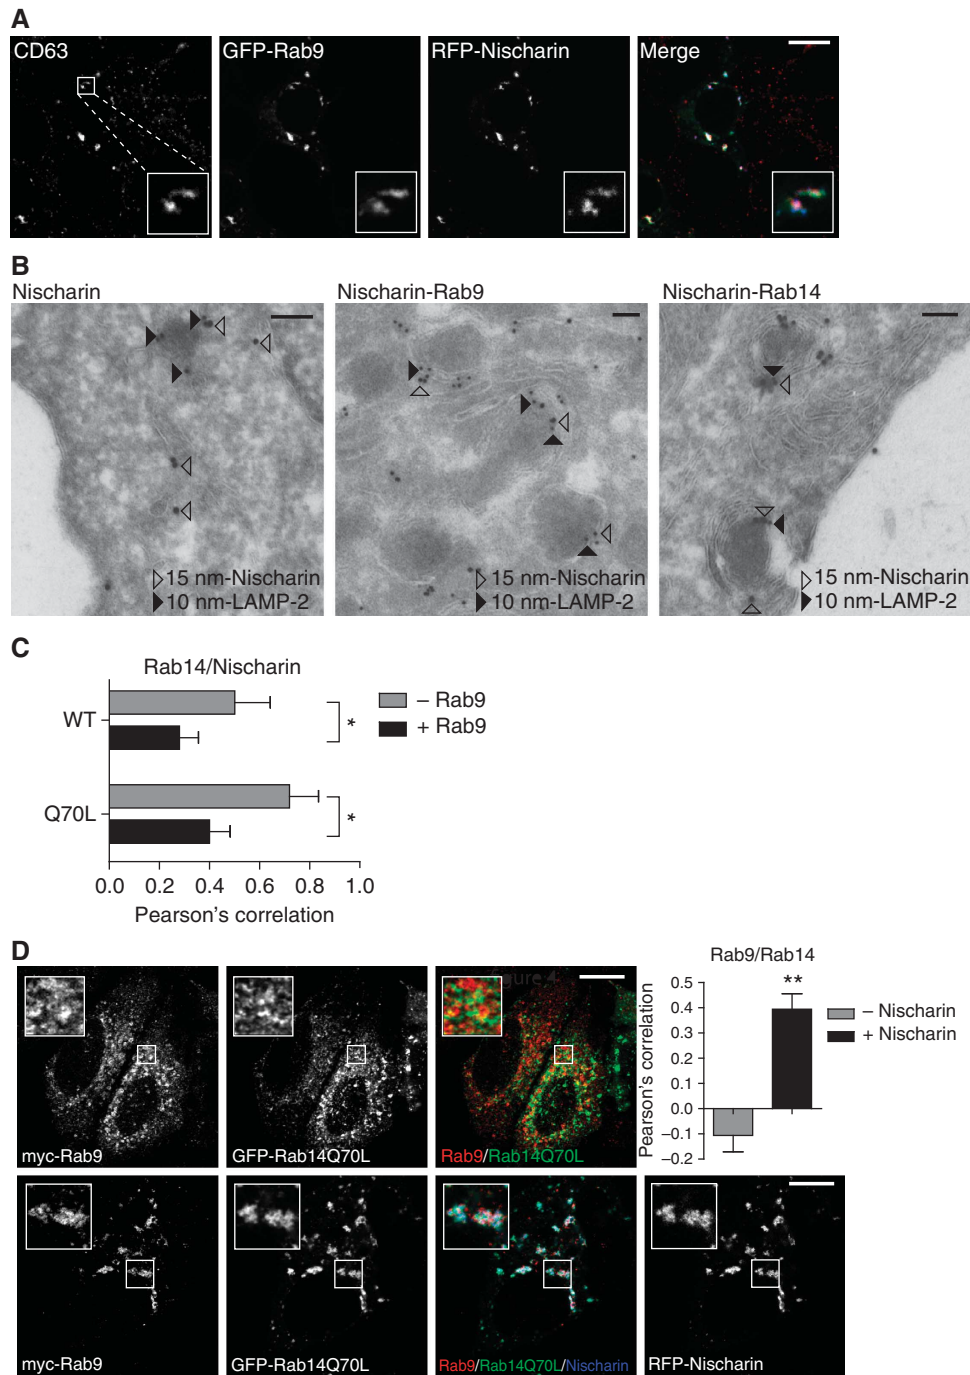 A
CD63
GFP-Rab9
RFP-Nischarin
Merge
B
Nischarin
Nischarin-Rab9
Nischarin-Rab14
15 nm-Nischarin
10 nm-LAMP-2
15 nm-Nischarin
10 nm-LAMP-2
15 nm-Nischarin
10 nm-LAMP-2
C
Rab14/Nischarin
WT
Q70L
*
*
– Rab9
+ Rab9
0.0 0.2 0.4 0.6 0.8 1.0
Pearson's correlation
D
figure 4
myc-Rab9
GFP-Rab14Q70L
Rab9/Rab14Q70L
Rab9/Rab14
**
Pearson's correlation
0.5
0.4
0.3
0.2
0.1
0.0
–0.1
–0.2
– Nischarin
+ Nischarin
myc-Rab9
GFP-Rab14Q70L
Rab9/Rab14Q70L/Nischarin
RFP-Nischarin